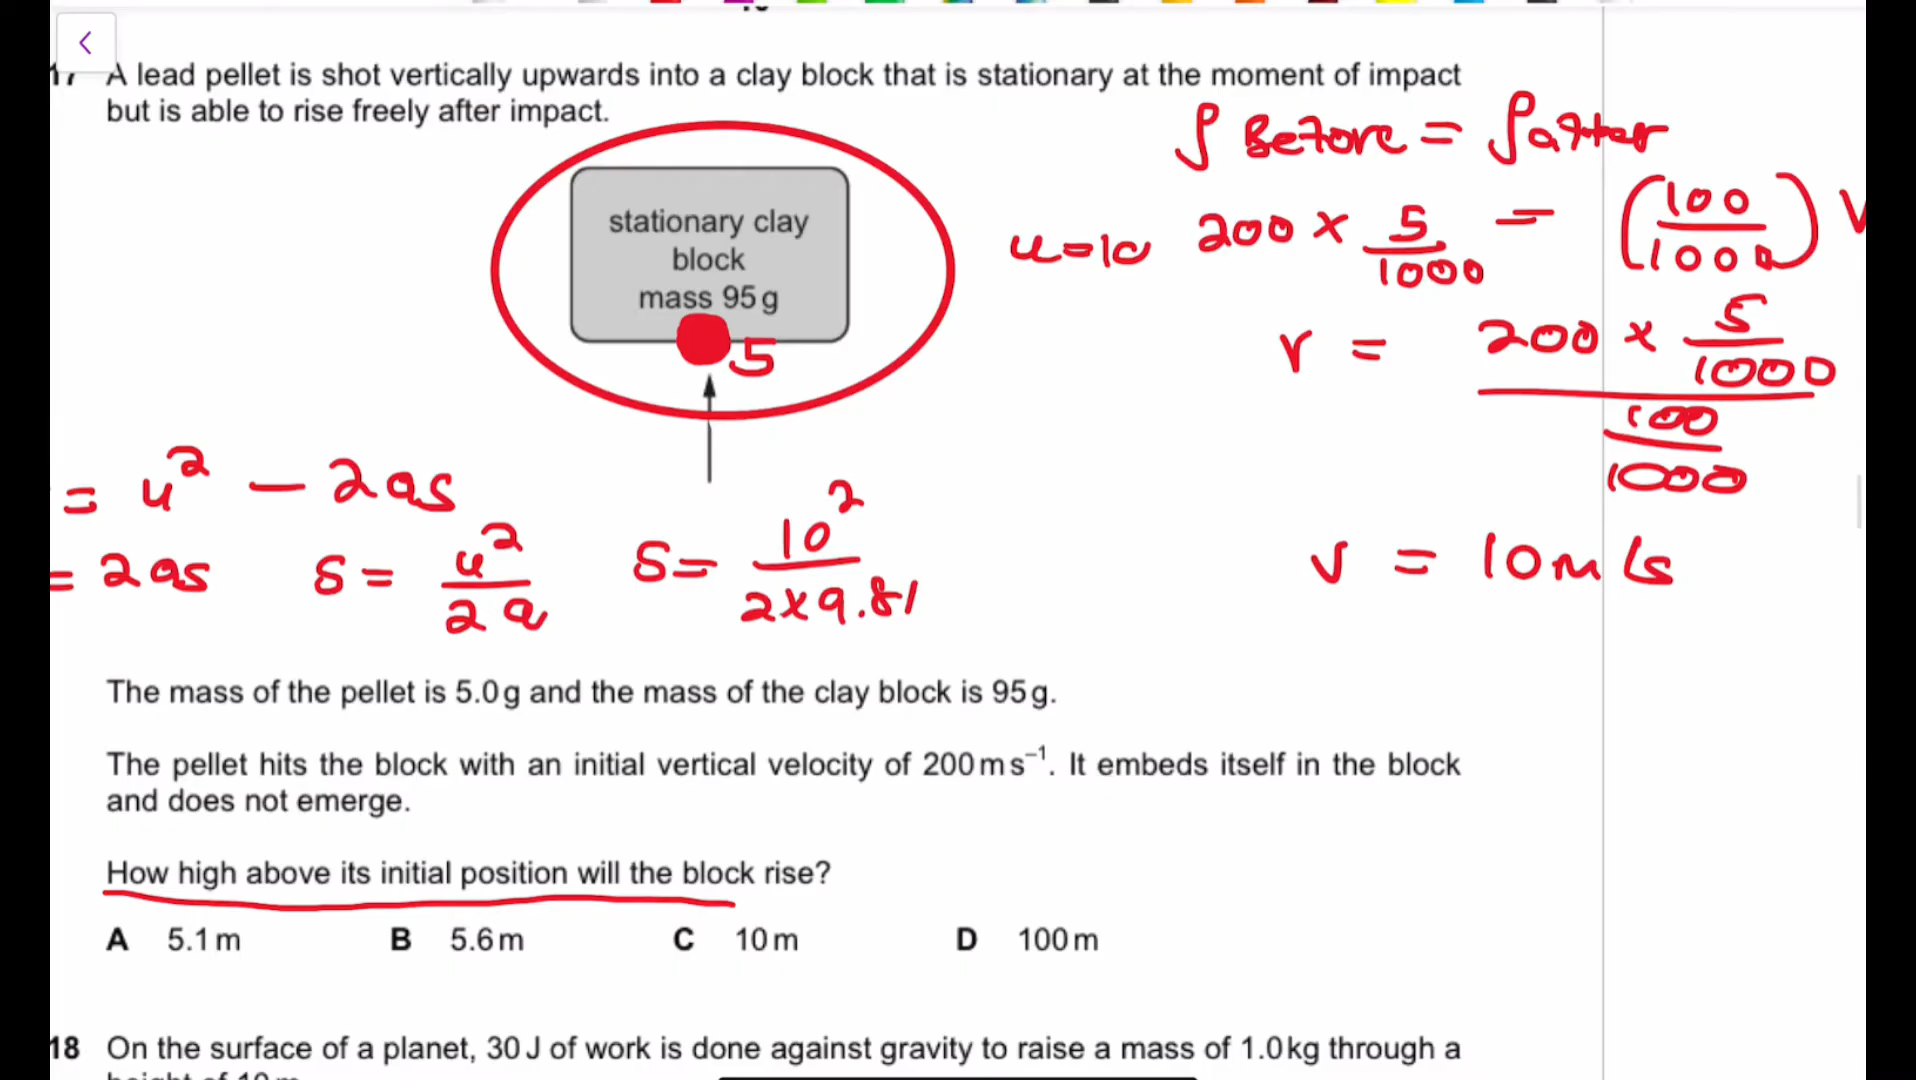 17 A lead pellet is shot vertically upwards into a clay block that is stationary at the moment of impact
but is able to rise freely after impact.
stationary clay
block
mass 95 g
5
ρ Before = ρ after
u=10 200 × 5/1000 = (100/1000) V
v = 200 × 5/1000
100/1000
v = 10 m/s
= u² − 2as
= 2as s = u²/2a s = 10²/2×9.81
The mass of the pellet is 5.0 g and the mass of the clay block is 95 g.
The pellet hits the block with an initial vertical velocity of 200 m s⁻¹. It embeds itself in the block
and does not emerge.
How high above its initial position will the block rise?
A 5.1 m B 5.6 m C 10 m D 100 m
18 On the surface of a planet, 30 J of work is done against gravity to raise a mass of 1.0 kg through a